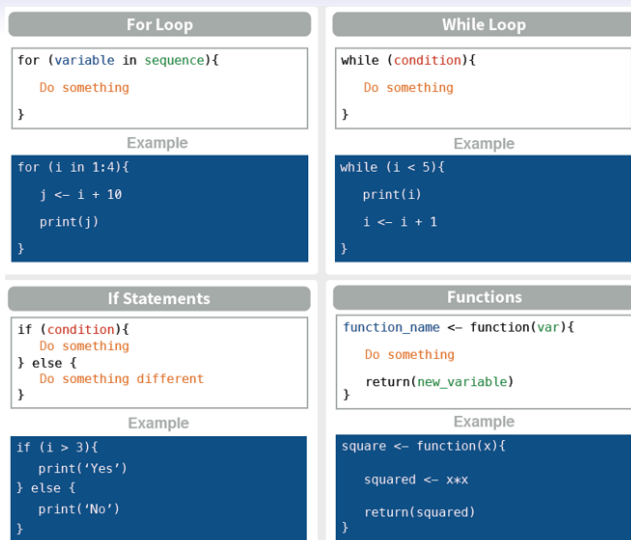 For Loop
for (variable in sequence){
Do something
}
Example
for (i in 1:4){
j <– i + 10
print(j)
}
While Loop
while (condition){
Do something
}
Example
while (i < 5){
print(i)
i <– i + 1
}
If Statements
if (condition){
Do something
} else {
Do something different
}
Example
if (i > 3){
print(‘Yes’)
} else {
print(‘No’)
}
Functions
function_name <– function(var){
Do something
return(new_variable)
}
Example
square <– function(x){
squared <– x*x
return(squared)
}